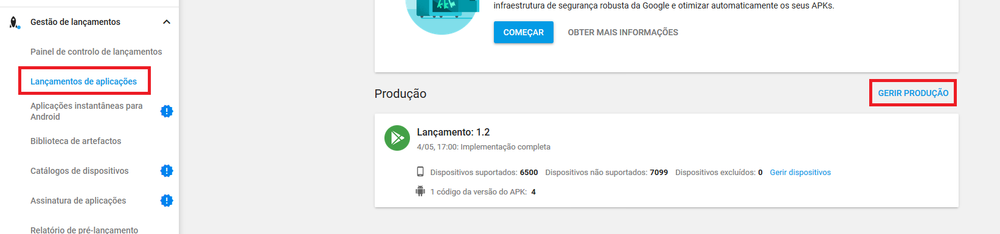 Gestão de lançamentos
Painel de controlo de lançamentos
Lançamentos de aplicações
Aplicações instantâneas para
Android
Biblioteca de artefactos
Catálogos de dispositivos
Assinatura de aplicações
Relatório de pré-lançamento
infraestrutura de segurança robusta da Google e otimizar automaticamente os seus APKs.
COMEÇAR OBTER MAIS INFORMAÇÕES
Produção GERIR PRODUÇÃO
Lançamento: 1.2
4/05, 17:00: Implementação completa
Dispositivos suportados: 6500 Dispositivos não suportados: 7099 Dispositivos excluídos: 0 Gerir dispositivos
1 código da versão do APK: 4